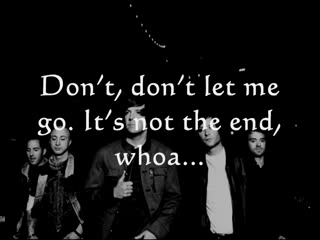 Don't, don't let me
go. It's not the end,
whoa...